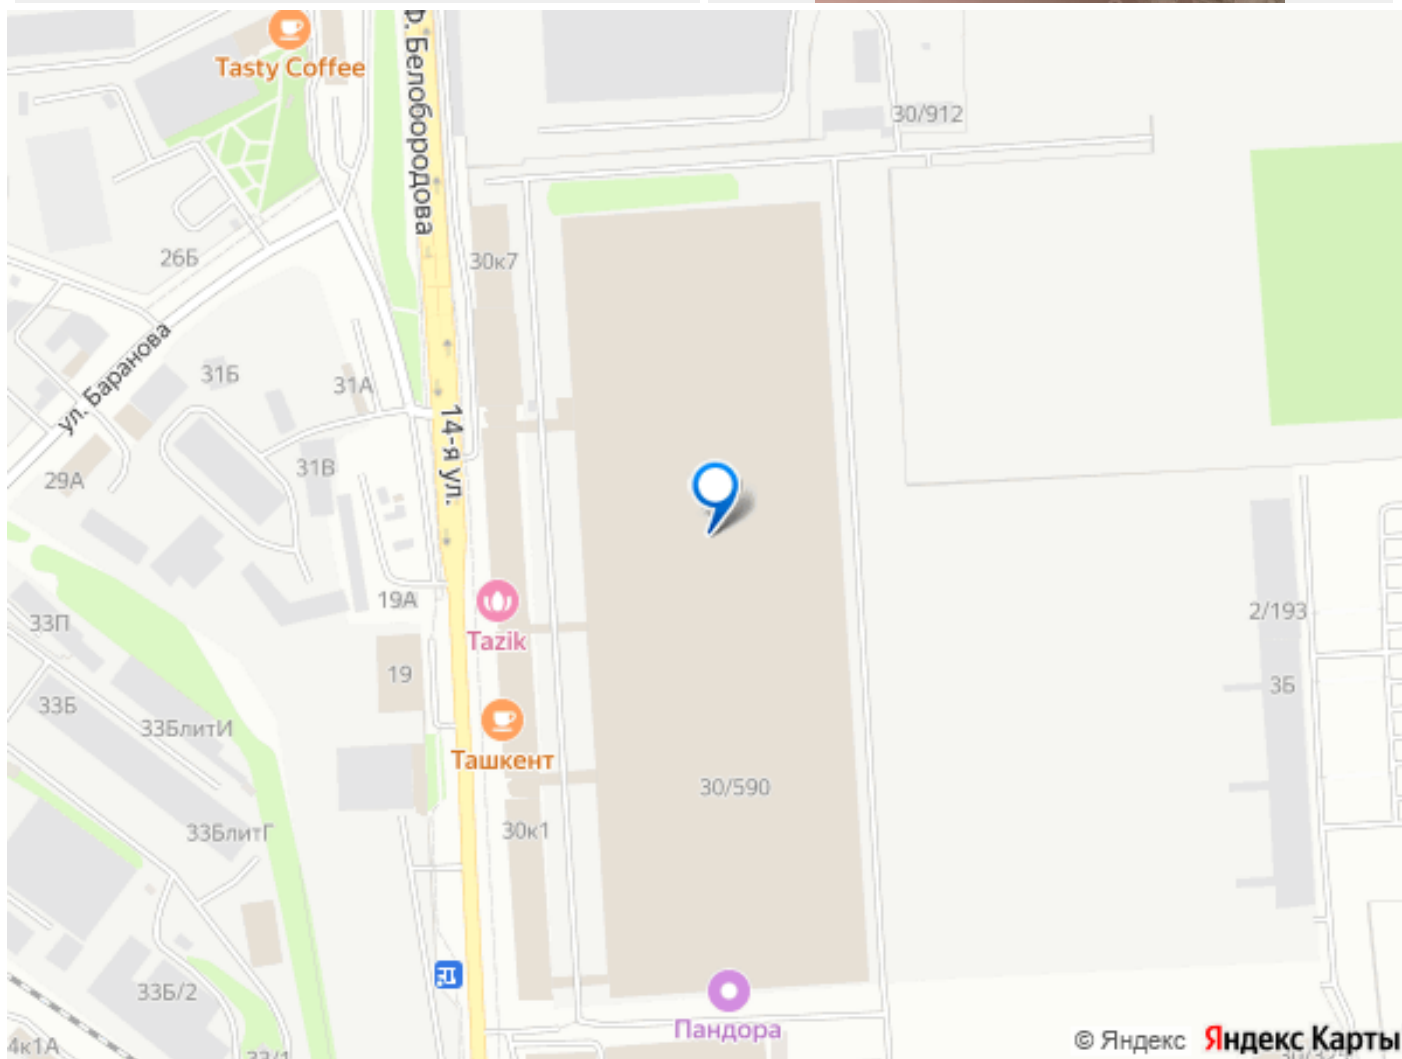 Tasty Coffee
Ф. Белобородова
30/912
26Б
30к7
ул. Баранова
31Б
31А
14-я ул.
29А
31В
19А
33П
Tazik
2/193
19
3Б
33Б
33БлитИ
Ташкент
30/590
33БлитГ
30к1
33Б/2
Пандора
4к1А
© Яндекс Яндекс Карты